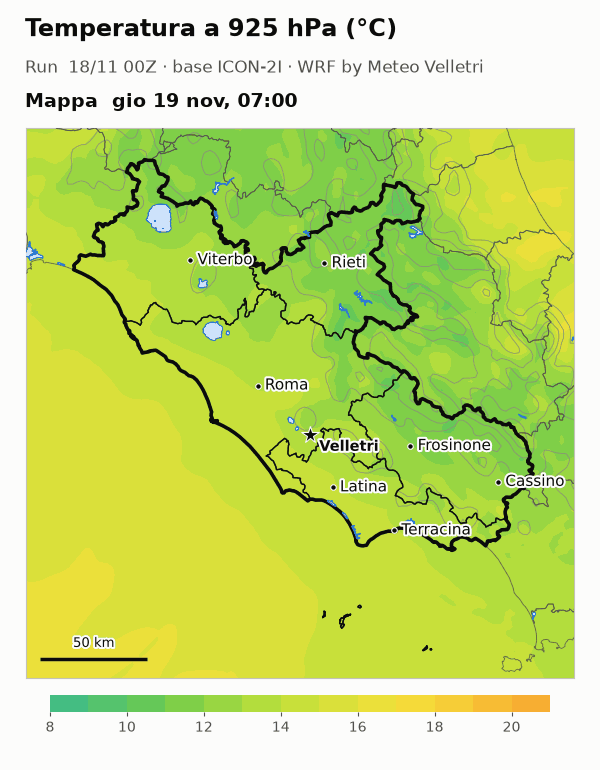 Temperatura a 925 hPa (°C)
Run  18/11 00Z · base ICON-2I · WRF by Meteo Velletri
Mappa  gio 19 nov, 07:00
Viterbo
Rieti
Roma
Velletri
Frosinone
Cassino
Latina
Terracina
50 km
8 10 12 14 16 18 20